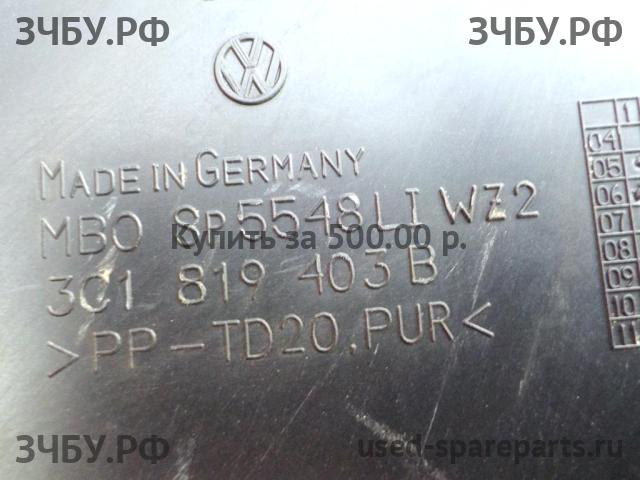 ЗЧБУ.РФ ЗЧБУ.РФ
MADE IN GERMANY
MBO 8P5548LI WZ2
Купить за 500.00 р.
3C1 819 403 B
>PP-TD20.PUR<
1
04
05
06
07
08
09
10
11
ЗЧБУ.РФ used-spareparts.ru